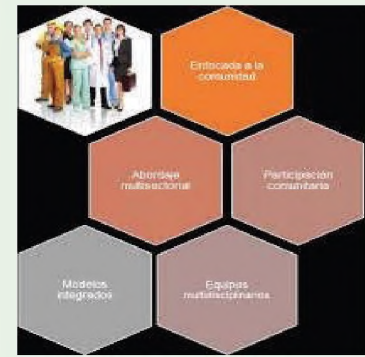 Enfocada a la
comunidad
Abordaje
multisectorial
Participación
comunitaria
Modelos
integrados
Equipos
multidisciplinarios